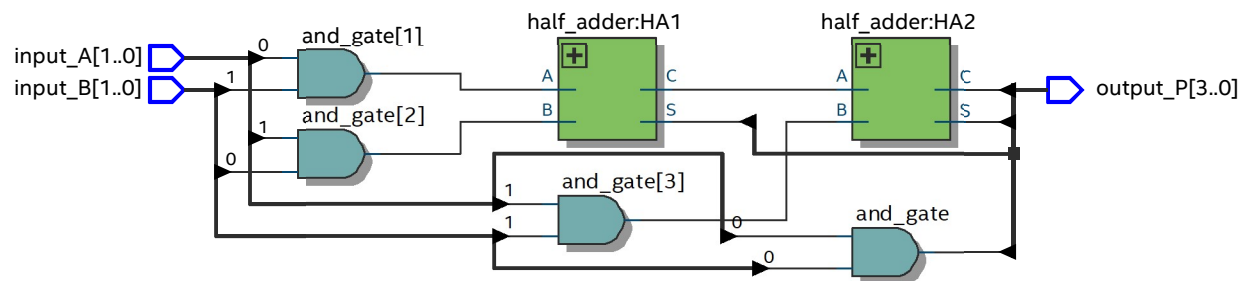 half_adder:HA1
half_adder:HA2
input_A[1..0]
0
and_gate[1]
input_B[1..0]
1
A
C
A
C
output_P[3..0]
B
S
B
S
and_gate[2]
1
0
and_gate[3]
1
1
0
and_gate
0